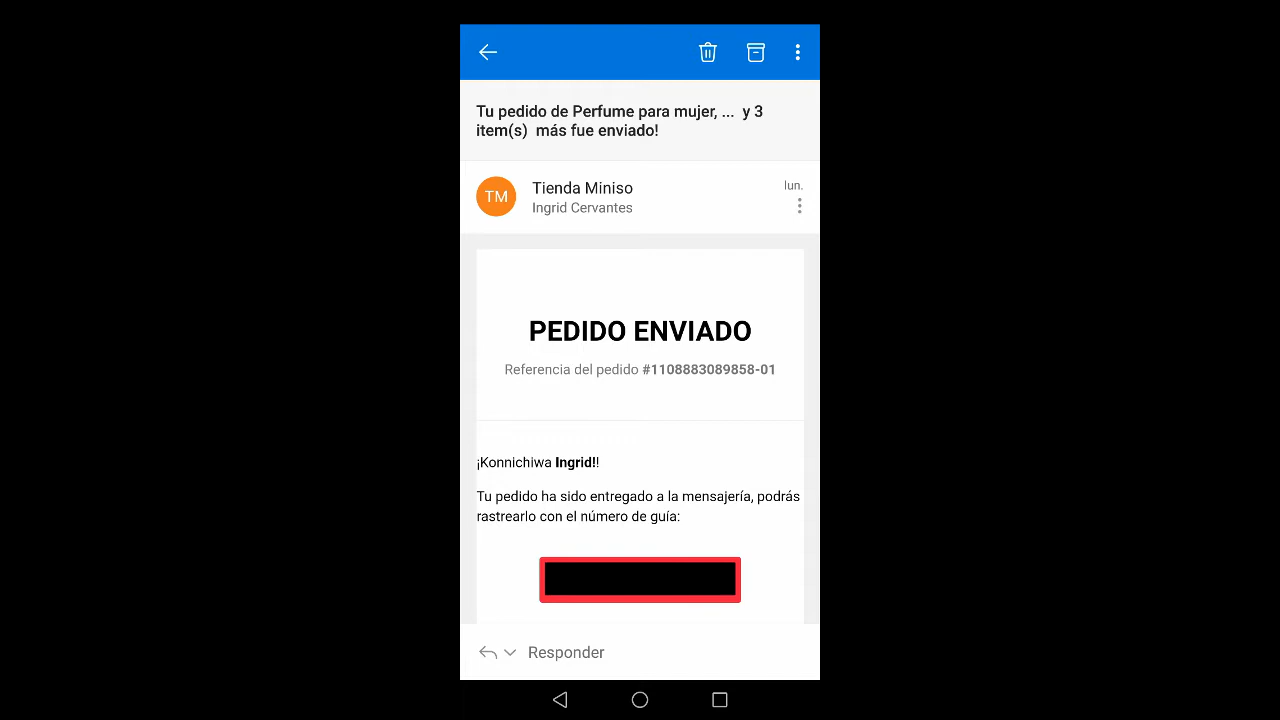 Tu pedido de Perfume para mujer, ... y 3
item(s) más fue enviado!
TM
Tienda Miniso
lun.
Ingrid Cervantes
PEDIDO ENVIADO
Referencia del pedido #1108883089858-01
¡Konnichiwa Ingrid!!
Tu pedido ha sido entregado a la mensajería, podrás
rastrearlo con el número de guía:
Responder